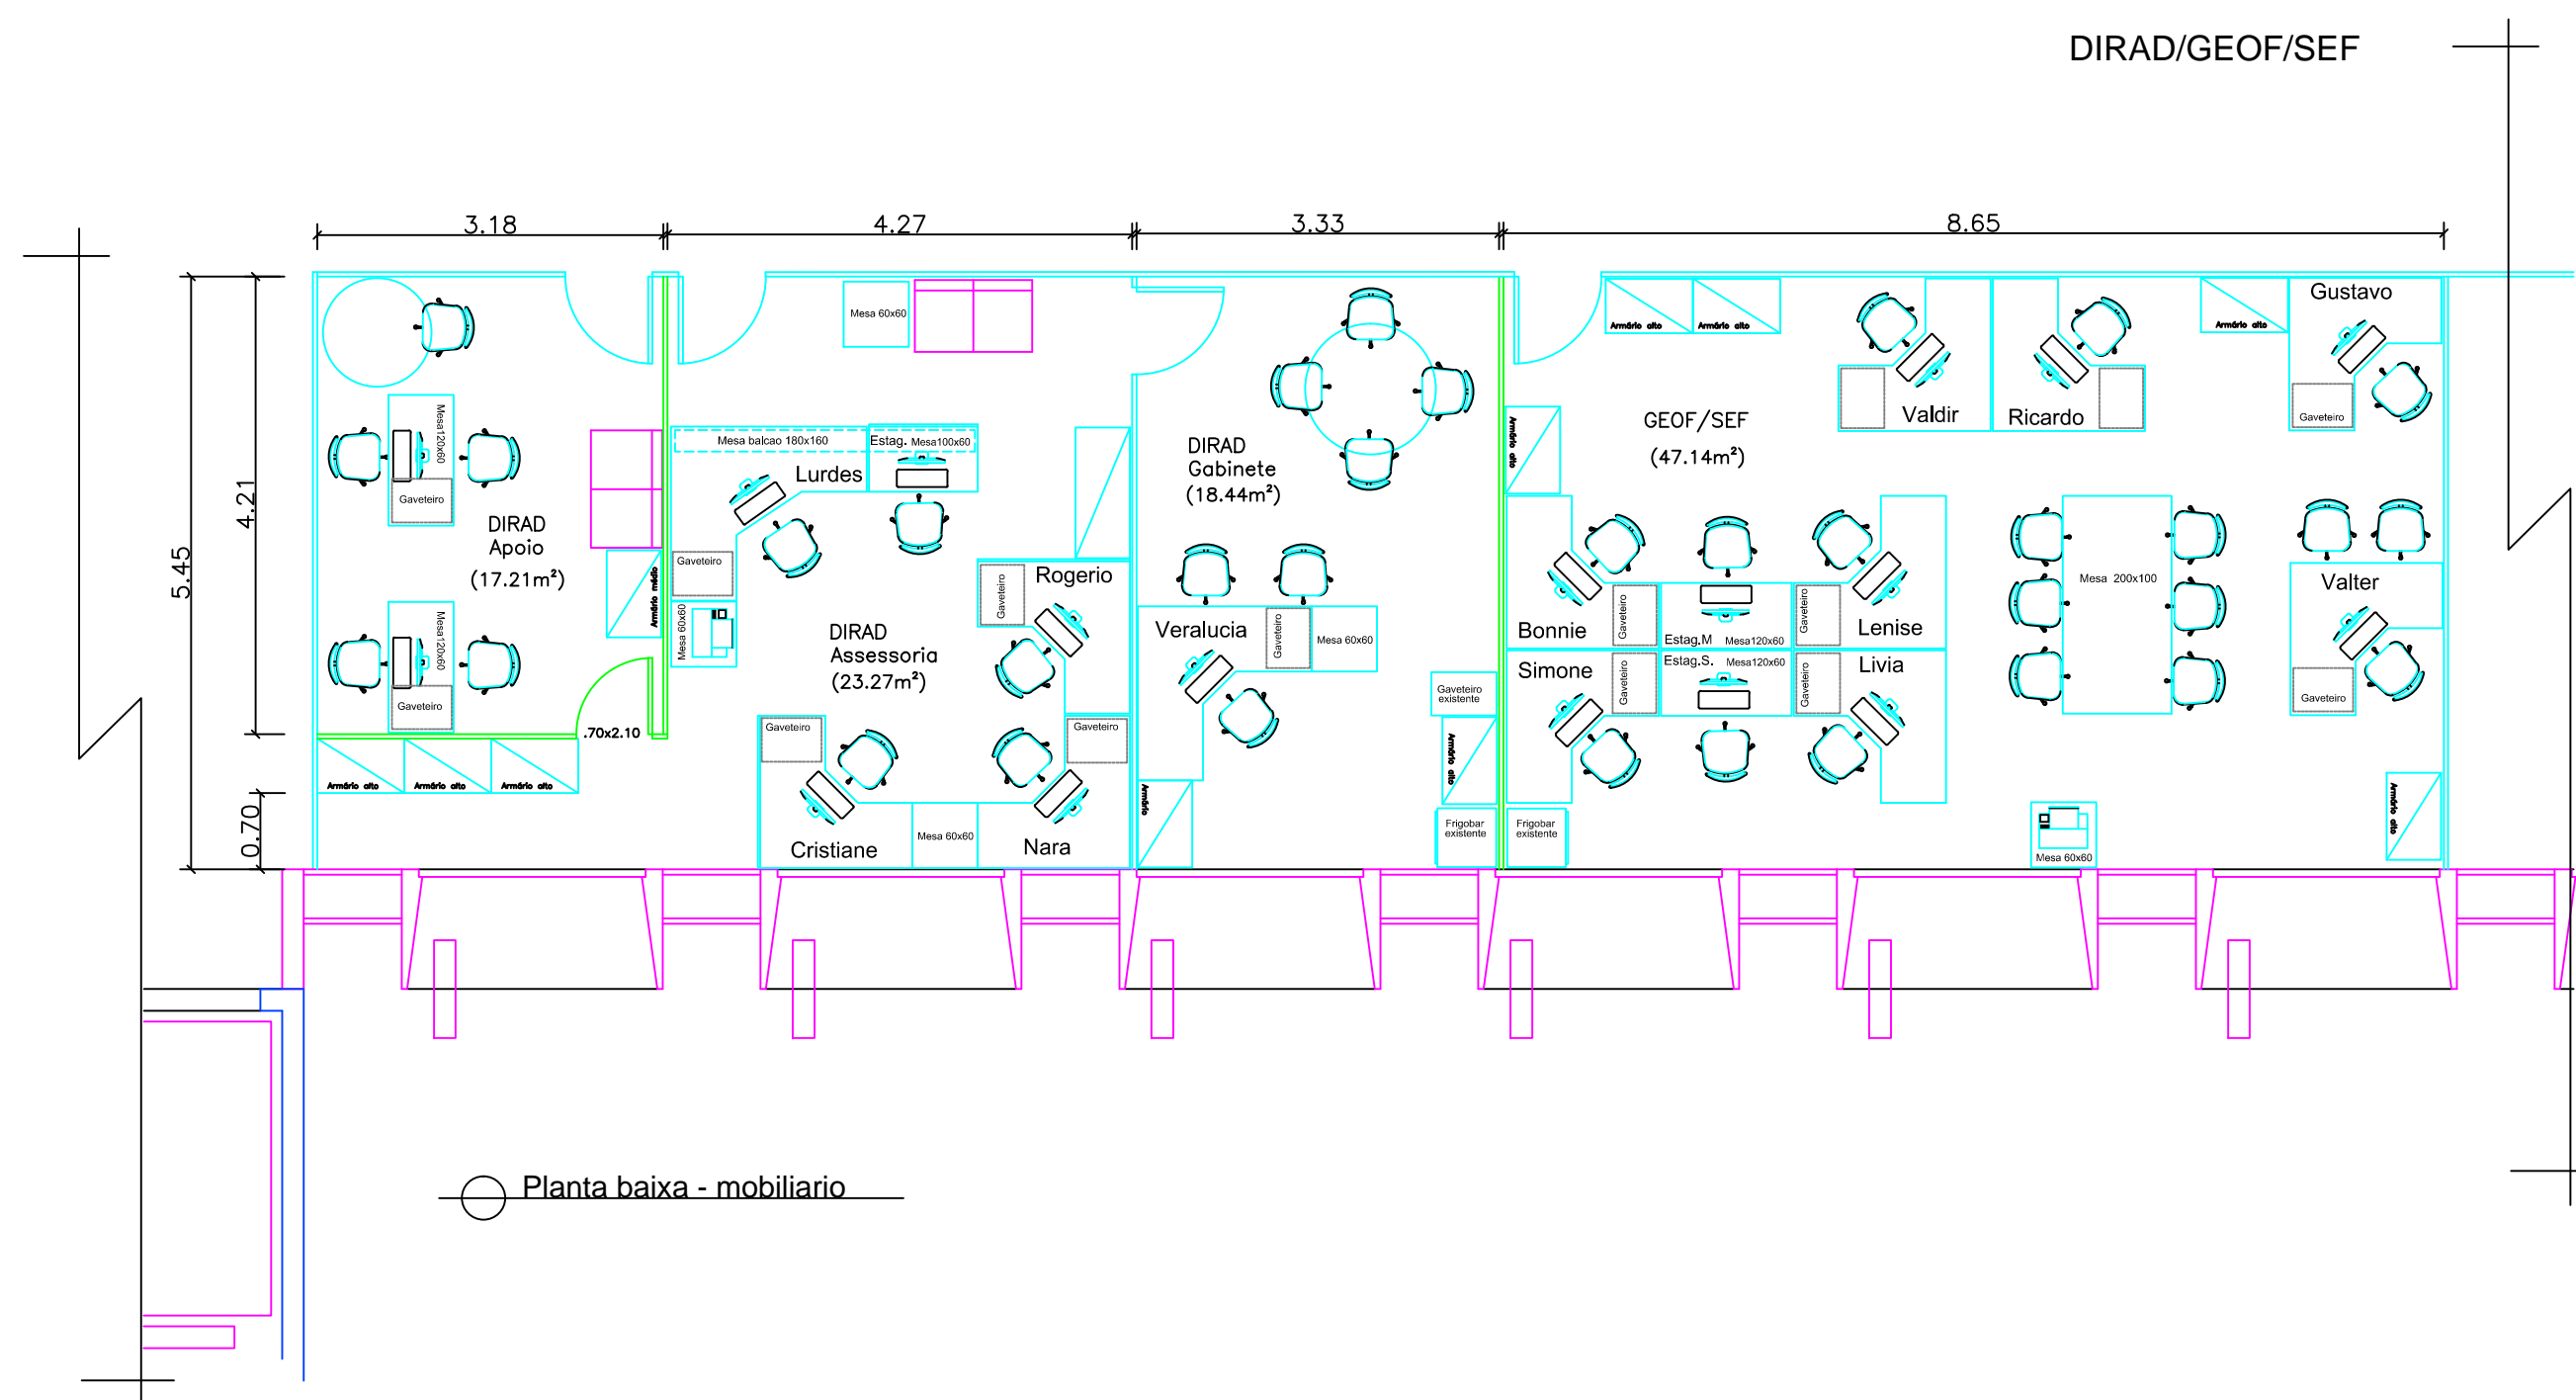 DIRAD/GEOF/SEF
3.18
4.27
3.33
8.65
5.45
4.21
0.70
Mesa120x60
Gaveteiro
DIRAD
Apoio
(17.21m²)
Armário médio
Mesa120x60
Gaveteiro
.70x2.10
Armário alto
Armário alto
Armário alto
Mesa 60x60
Mesa balcao 180x160
Estag. Mesa100x60
Lurdes
Gaveteiro
Mesa 60x60
Gaveteiro
Rogerio
DIRAD
Assessoria
(23.27m²)
Gaveteiro
Gaveteiro
Cristiane
Mesa 60x60
Nara
DIRAD
Gabinete
(18.44m²)
Veralucia
Gaveteiro
Mesa 60x60
Gaveteiro
existente
Armário alto
Armário
Frigobar
existente
Frigobar
existente
Armário alto
Armário alto
Armário alto
GEOF/SEF
(47.14m²)
Valdir
Ricardo
Armário alto
Gustavo
Gaveteiro
Bonnie
Gaveteiro
Estag.M Mesa120x60
Gaveteiro
Lenise
Simone
Gaveteiro
Estag.S. Mesa120x60
Gaveteiro
Livia
Mesa 200x100
Valter
Gaveteiro
Armário alto
Mesa 60x60
Planta baixa - mobiliario